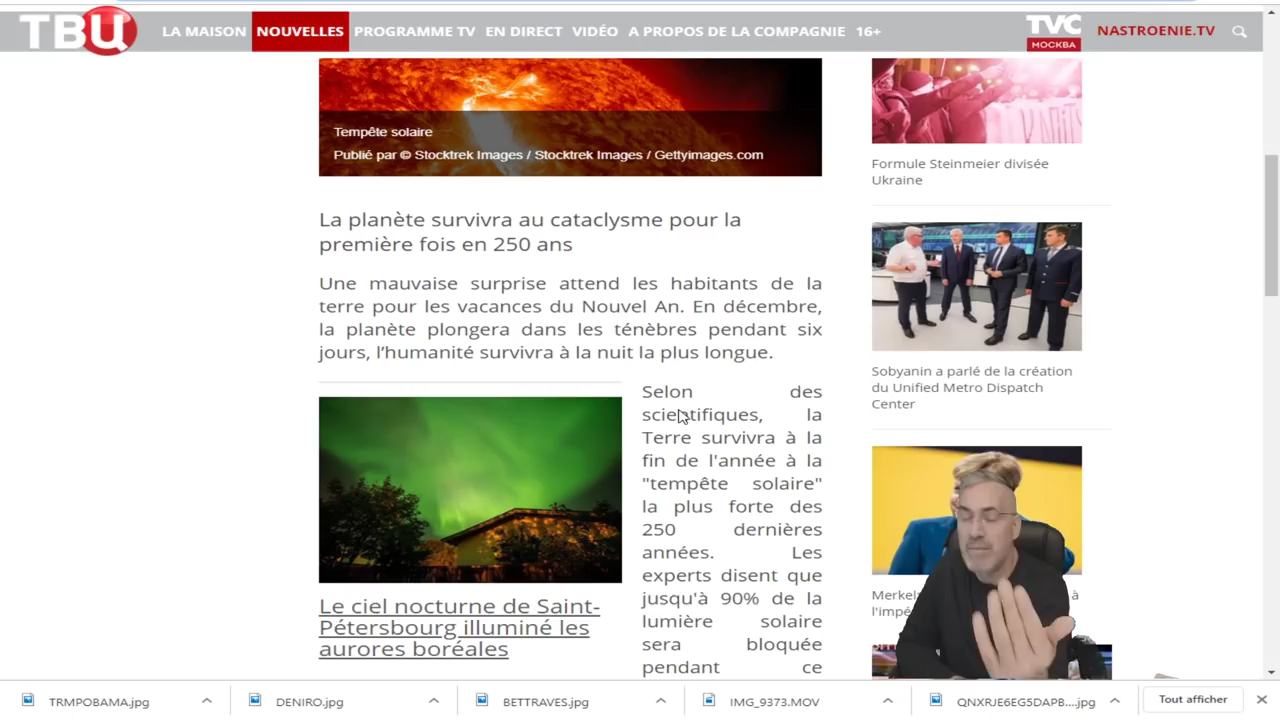 ТВЦ
LA MAISON
NOUVELLES
PROGRAMME TV
EN DIRECT
VIDÉO
A PROPOS DE LA COMPAGNIE
16+
TVC
МОСКВА
NASTROENIE.TV
Tempête solaire
Publié par © Stocktrek Images / Stocktrek Images / Gettyimages.com
La planète survivra au cataclysme pour la
première fois en 250 ans
Une mauvaise surprise attend les habitants de la
terre pour les vacances du Nouvel An. En décembre,
la planète plongera dans les ténèbres pendant six
jours, l’humanité survivra à la nuit la plus longue.
Le ciel nocturne de Saint-
Pétersbourg illuminé les
aurores boréales
Selon des
scientifiques, la
Terre survivra à la
fin de l'année à la
"tempête solaire"
la plus forte des
250 dernières
années. Les
experts disent que
jusqu'à 90% de la
lumière solaire
sera bloquée
pendant ce
Formule Steinmeier divisée
Ukraine
Sobyanin a parlé de la création
du Unified Metro Dispatch
Center
à
TRMPOBAMA.jpg
DENIRO.jpg
BETTRAVES.jpg
IMG_9373.MOV
QNXRJE6EG5DAPB....jpg
Tout afficher